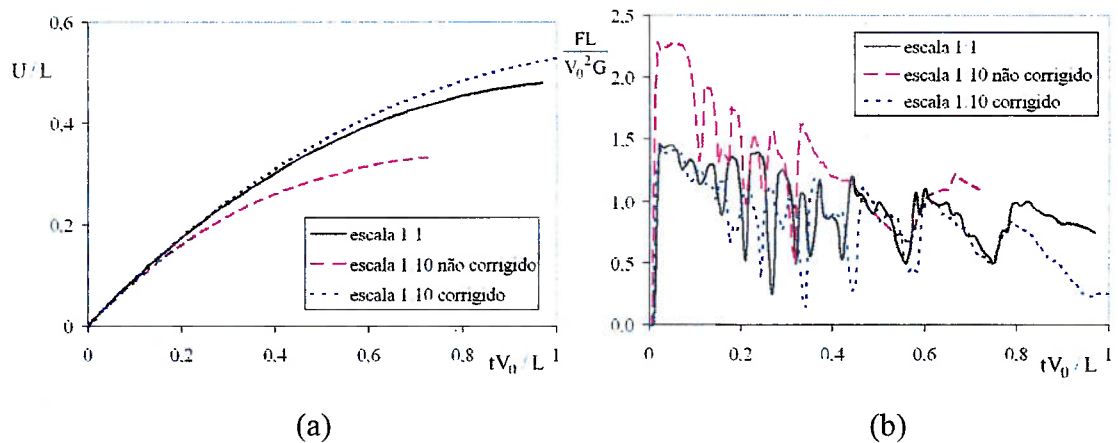 0,6
U/L
0,4
0,2
0
escala 1 1
escala 1 10 não corrigido
escala 1 10 corrigido
0 0,2 0,4 0,6 0,8 1
tV₀/L
(a)
2.5
FL
V₀²G
2.0
1.5
1.0
0.5
0.0
escala 1 1
escala 1 10 não corrigido
escala 1.10 corrigido
0 0.2 0.4 0.6 0.8 1
tV₀/L
(b)